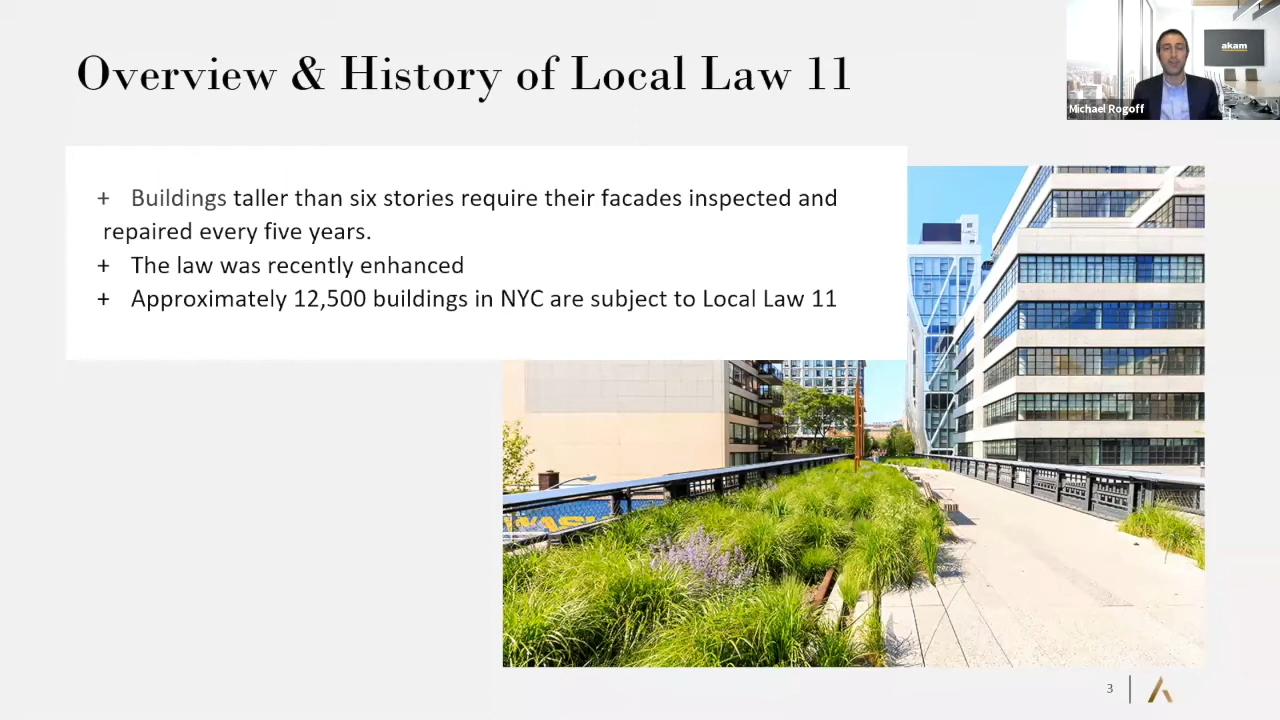 Overview & History of Local Law 11
akam
Michael Rogoff
+ Buildings taller than six stories require their facades inspected and
repaired every five years.
+ The law was recently enhanced
+ Approximately 12,500 buildings in NYC are subject to Local Law 11
3